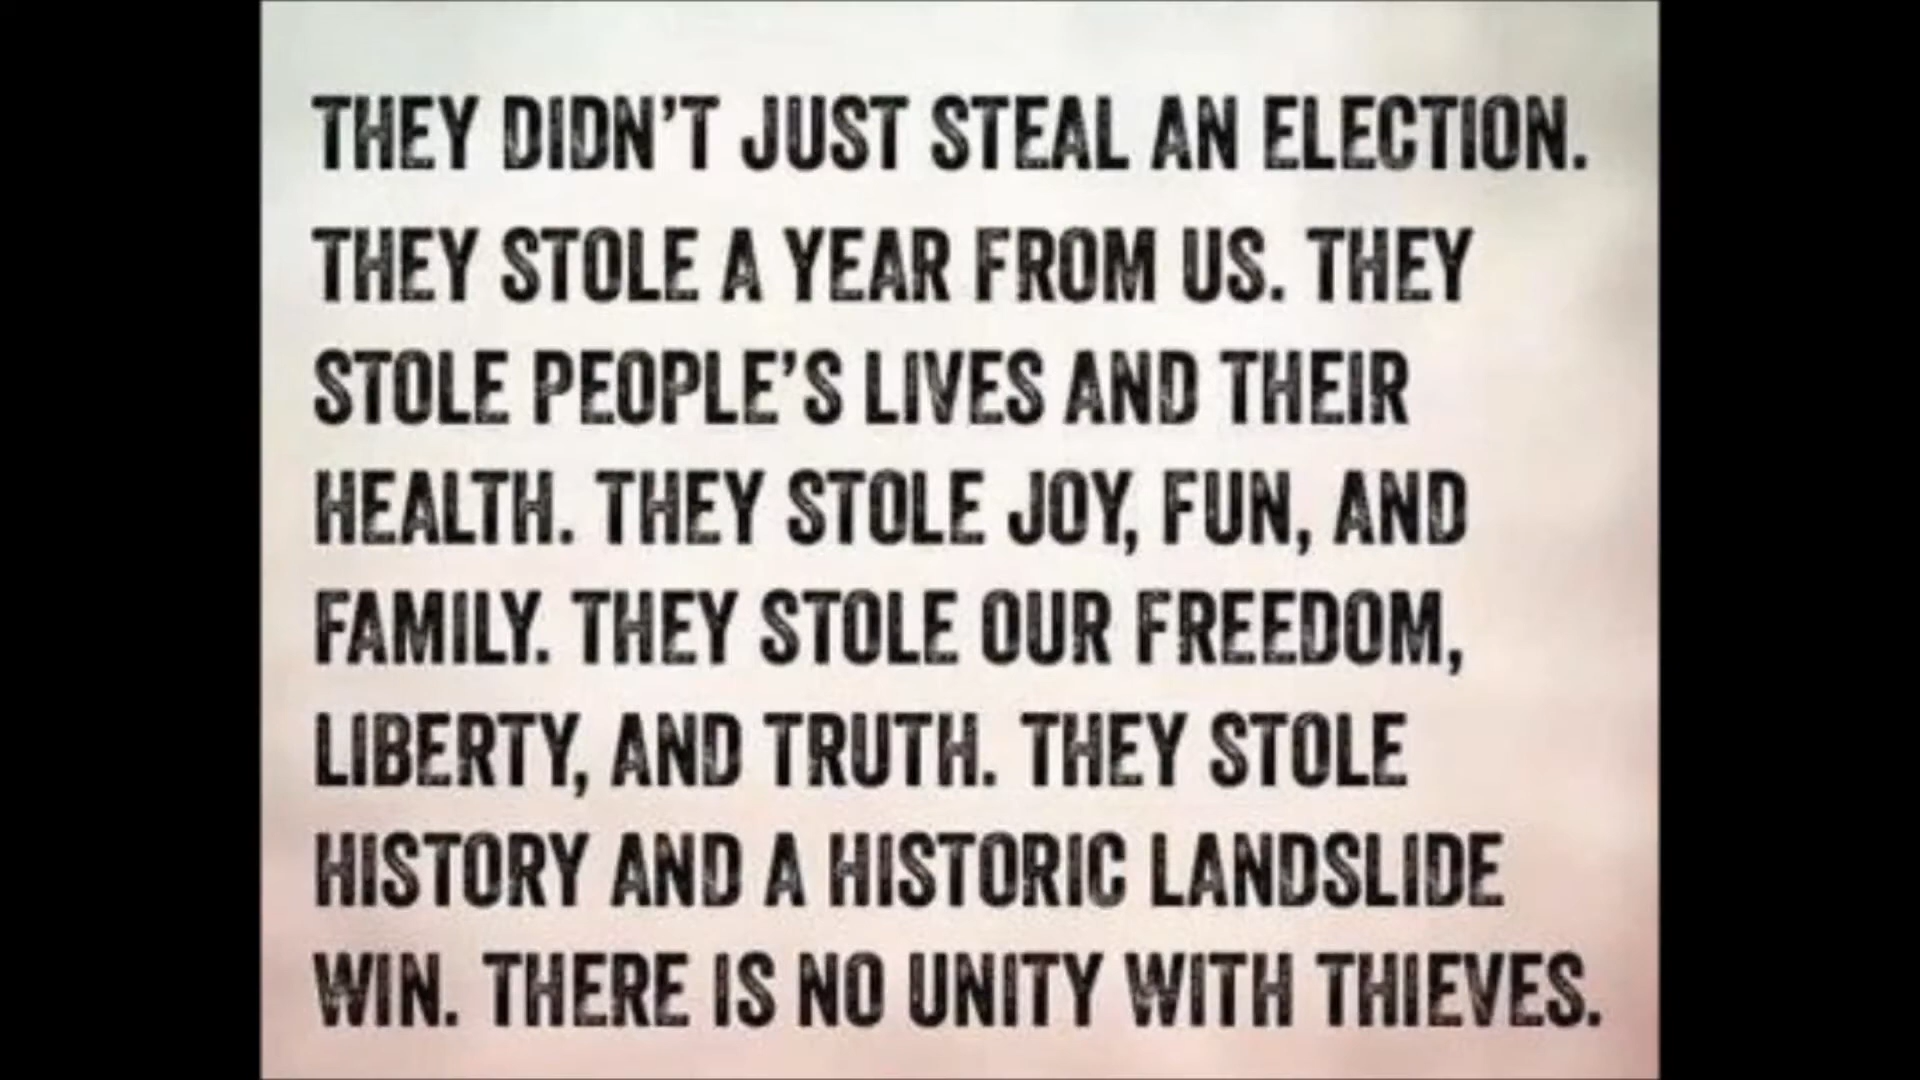 THEY DIDN'T JUST STEAL AN ELECTION.
THEY STOLE A YEAR FROM US. THEY
STOLE PEOPLE'S LIVES AND THEIR
HEALTH. THEY STOLE JOY, FUN, AND
FAMILY. THEY STOLE OUR FREEDOM,
LIBERTY, AND TRUTH. THEY STOLE
HISTORY AND A HISTORIC LANDSLIDE
WIN. THERE IS NO UNITY WITH THIEVES.